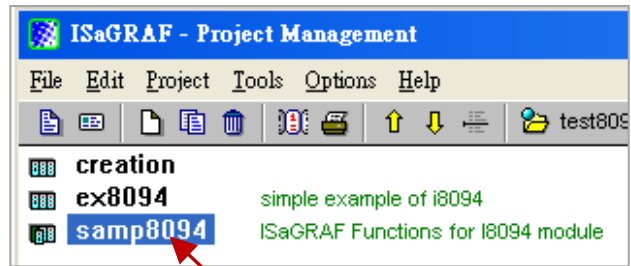 ISaGRAF - Project Management
File Edit Project Tools Options Help
test809
creation
ex8094 simple example of i8094
samp8094 ISaGRAF Functions for I8094 module